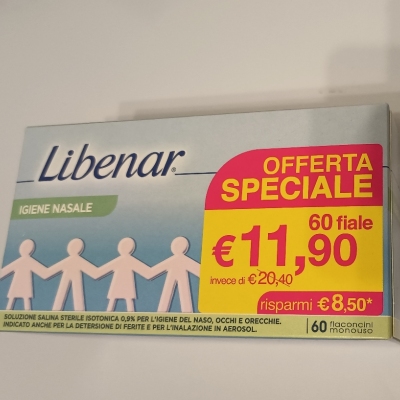 Libenar®
IGIENE NASALE
OFFERTA
SPECIALE
60 fiale
€11,90
invece di €20,40
risparmi €8,50*
SOLUZIONE SALINA STERILE ISOTONICA 0,9% PER L'IGIENE DEL NASO, OCCHI E ORECCHIE.
INDICATO ANCHE PER LA DETERSIONE DI FERITE E PER L'INALAZIONE IN AEROSOL.
60 flaconcini
monouso